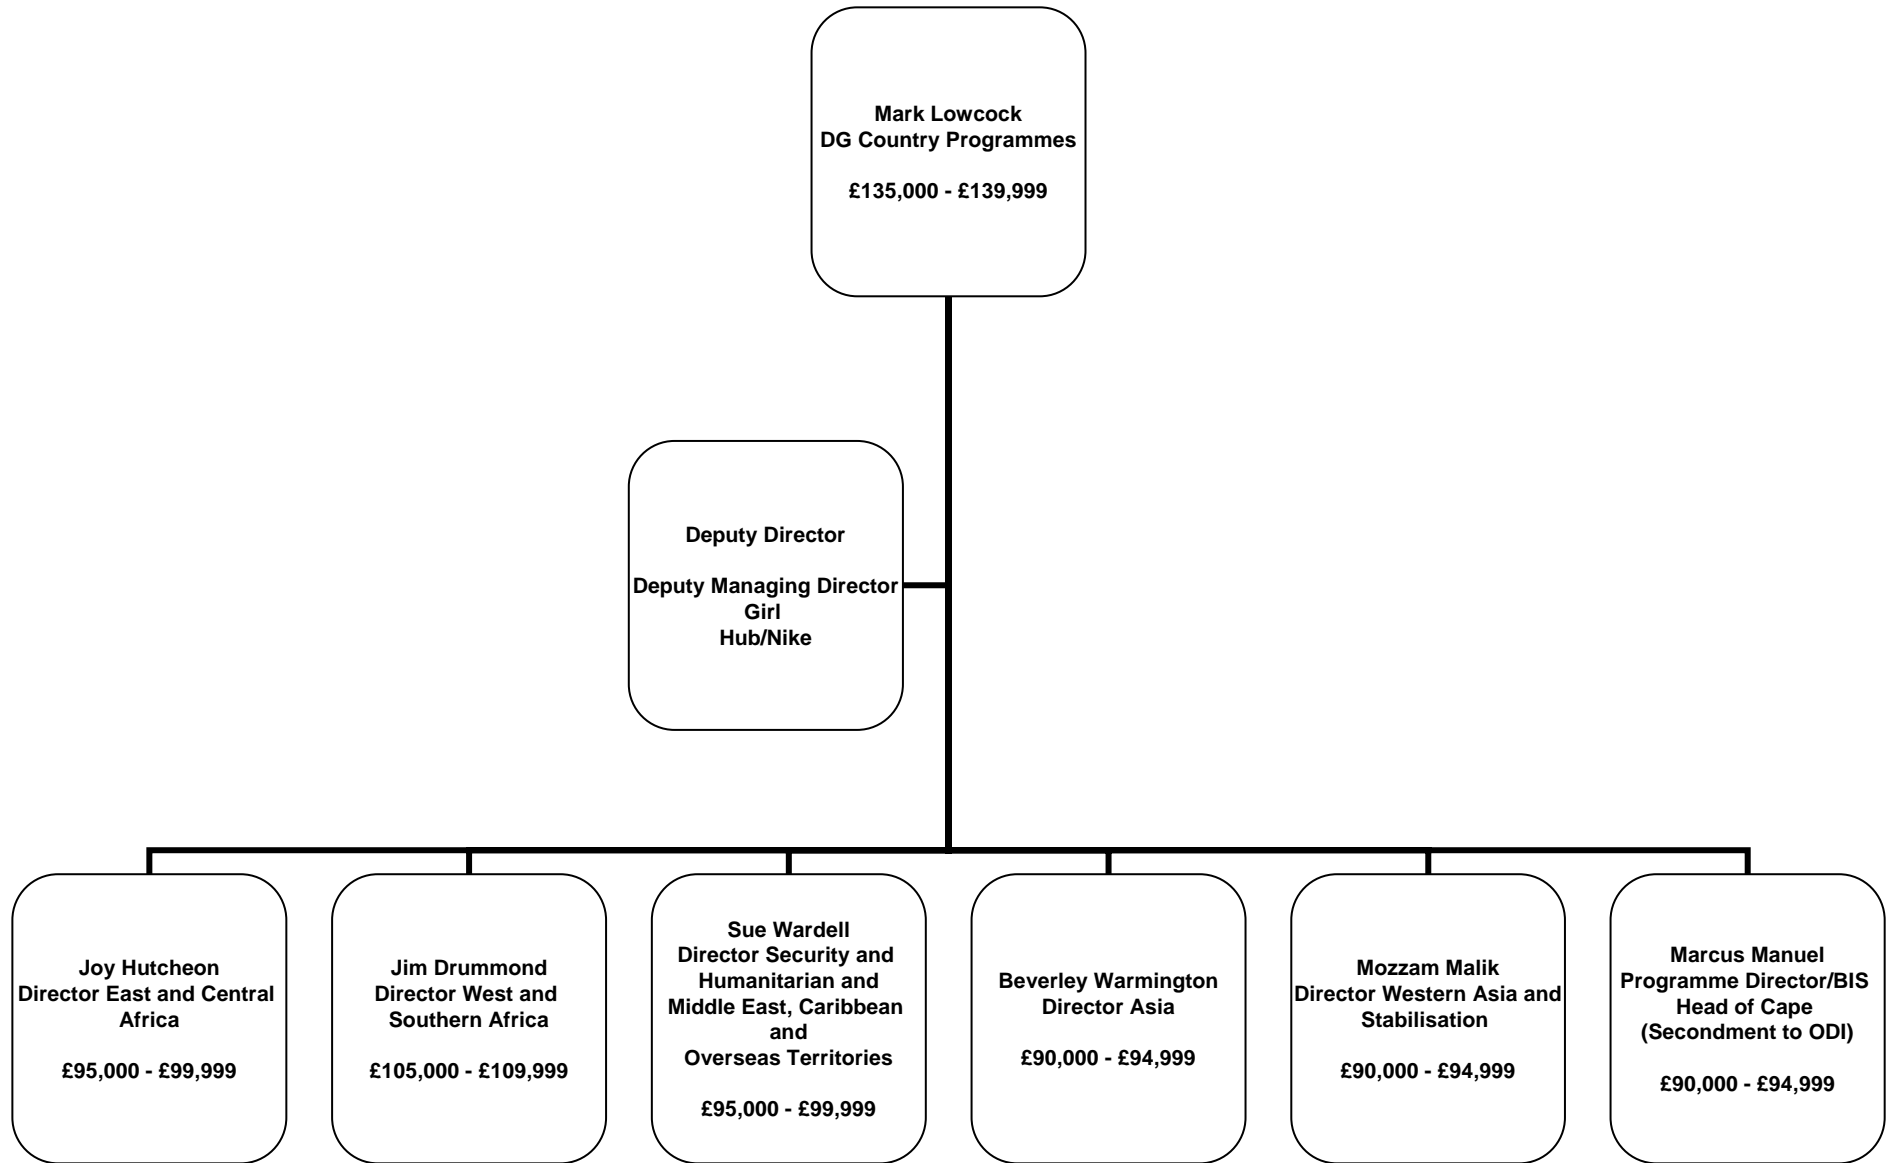 Mark Lowcock
DG Country Programmes
£135,000 - £139,999
Deputy Director
Deputy Managing Director
Girl
Hub/Nike
Joy Hutcheon
Director East and Central
Africa
£95,000 - £99,999
Jim Drummond
Director West and
Southern Africa
£105,000 - £109,999
Sue Wardell
Director Security and
Humanitarian and
Middle East, Caribbean
and
Overseas Territories
£95,000 - £99,999
Beverley Warmington
Director Asia
£90,000 - £94,999
Mozzam Malik
Director Western Asia and
Stabilisation
£90,000 - £94,999
Marcus Manuel
Programme Director/BIS
Head of Cape
(Secondment to ODI)
£90,000 - £94,999